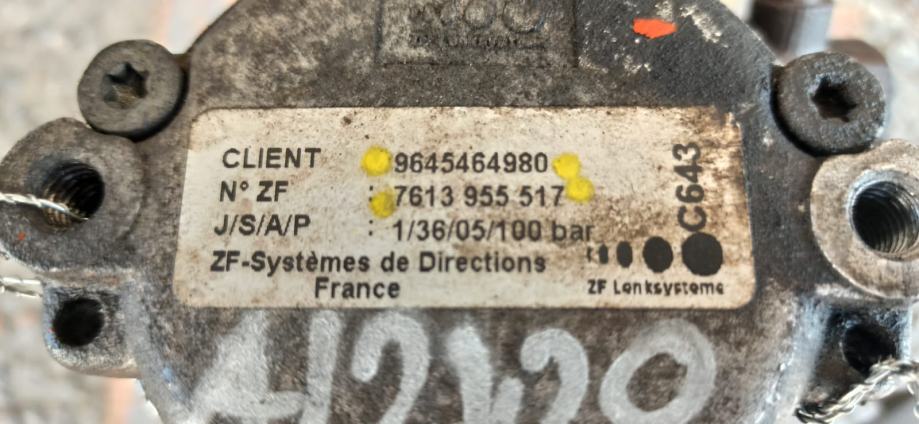 CLIENT : 9645464980
N° ZF : 7613 955 517
J/S/A/P : 1/36/05/100 bar
ZF-Systèmes de Directions
France
ZF Lenksysteme
C643